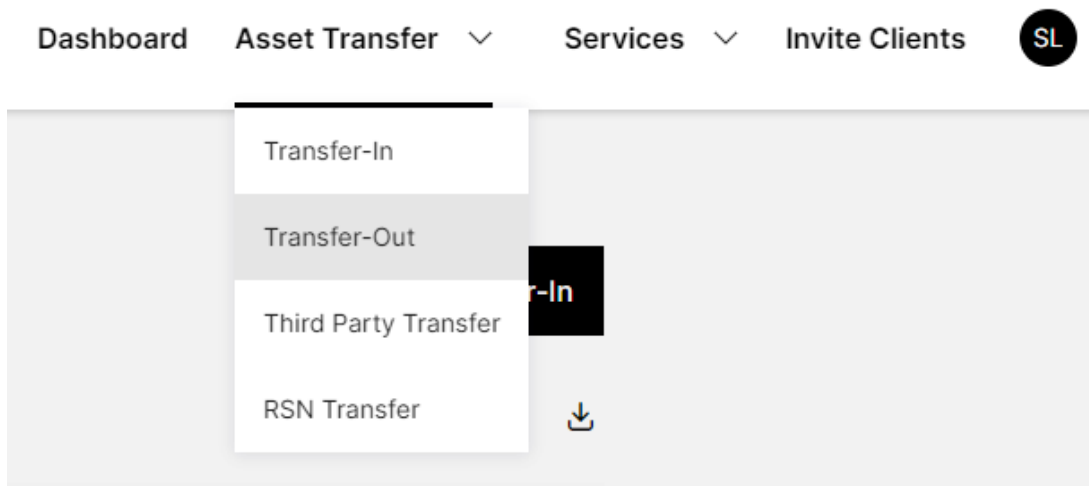 Dashboard Asset Transfer Services Invite Clients SL
Transfer-In
Transfer-Out
r-In
Third Party Transfer
RSN Transfer